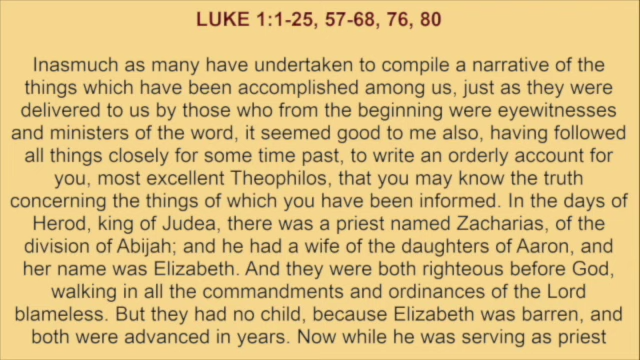 LUKE 1:1-25, 57-68, 76, 80
Inasmuch as many have undertaken to compile a narrative of the
things which have been accomplished among us, just as they were
delivered to us by those who from the beginning were eyewitnesses
and ministers of the word, it seemed good to me also, having followed
all things closely for some time past, to write an orderly account for
you, most excellent Theophilos, that you may know the truth
concerning the things of which you have been informed. In the days of
Herod, king of Judea, there was a priest named Zacharias, of the
division of Abijah; and he had a wife of the daughters of Aaron, and
her name was Elizabeth. And they were both righteous before God,
walking in all the commandments and ordinances of the Lord
blameless. But they had no child, because Elizabeth was barren, and
both were advanced in years. Now while he was serving as priest